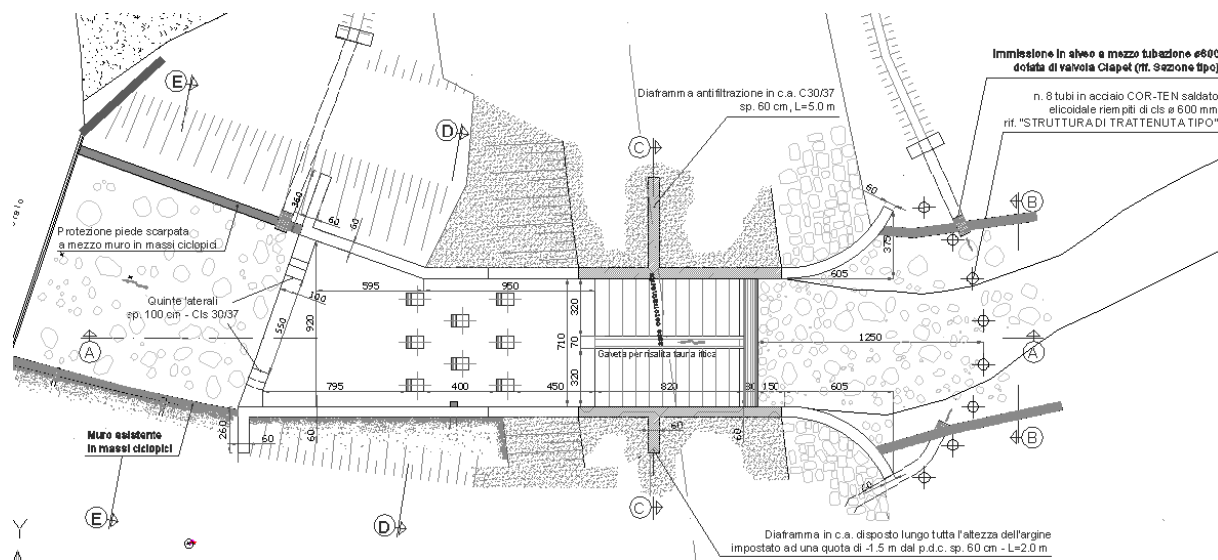 Immissione in alveo a mezzo tubazione ø600
dotata di valvola Clapet (rif. Sezione tipo)
n. 8 tubi in acciaio COR-TEN saldato
elicoidale riempiti di cls ø 600 mm
rif. "STRUTTURA DI TRATTENUTA TIPO"
Diaframma antifiltrazione in c.a. C30/37
sp. 60 cm, L=5.0 m
E
D
C
B
360
60
60
60
375
605
Protezione piede scarpata
a mezzo muro in massi ciclopici
Quinte laterali
sp. 100 cm - Cls 30/37
100
595
950
550
920
710
320
70
320
asse coronamento
Gaveta per risalita fauna ittica
1250
A
A
795
400
450
820
150
605
260
60
60
60
60
60
Muro esistente
in massi ciclopici
B
E
D
C
Y
Diaframma in c.a. disposto lungo tutta l'altezza dell'argine
impostato ad una quota di -1.5 m dal p.d.c. sp. 60 cm - L=2.0 m